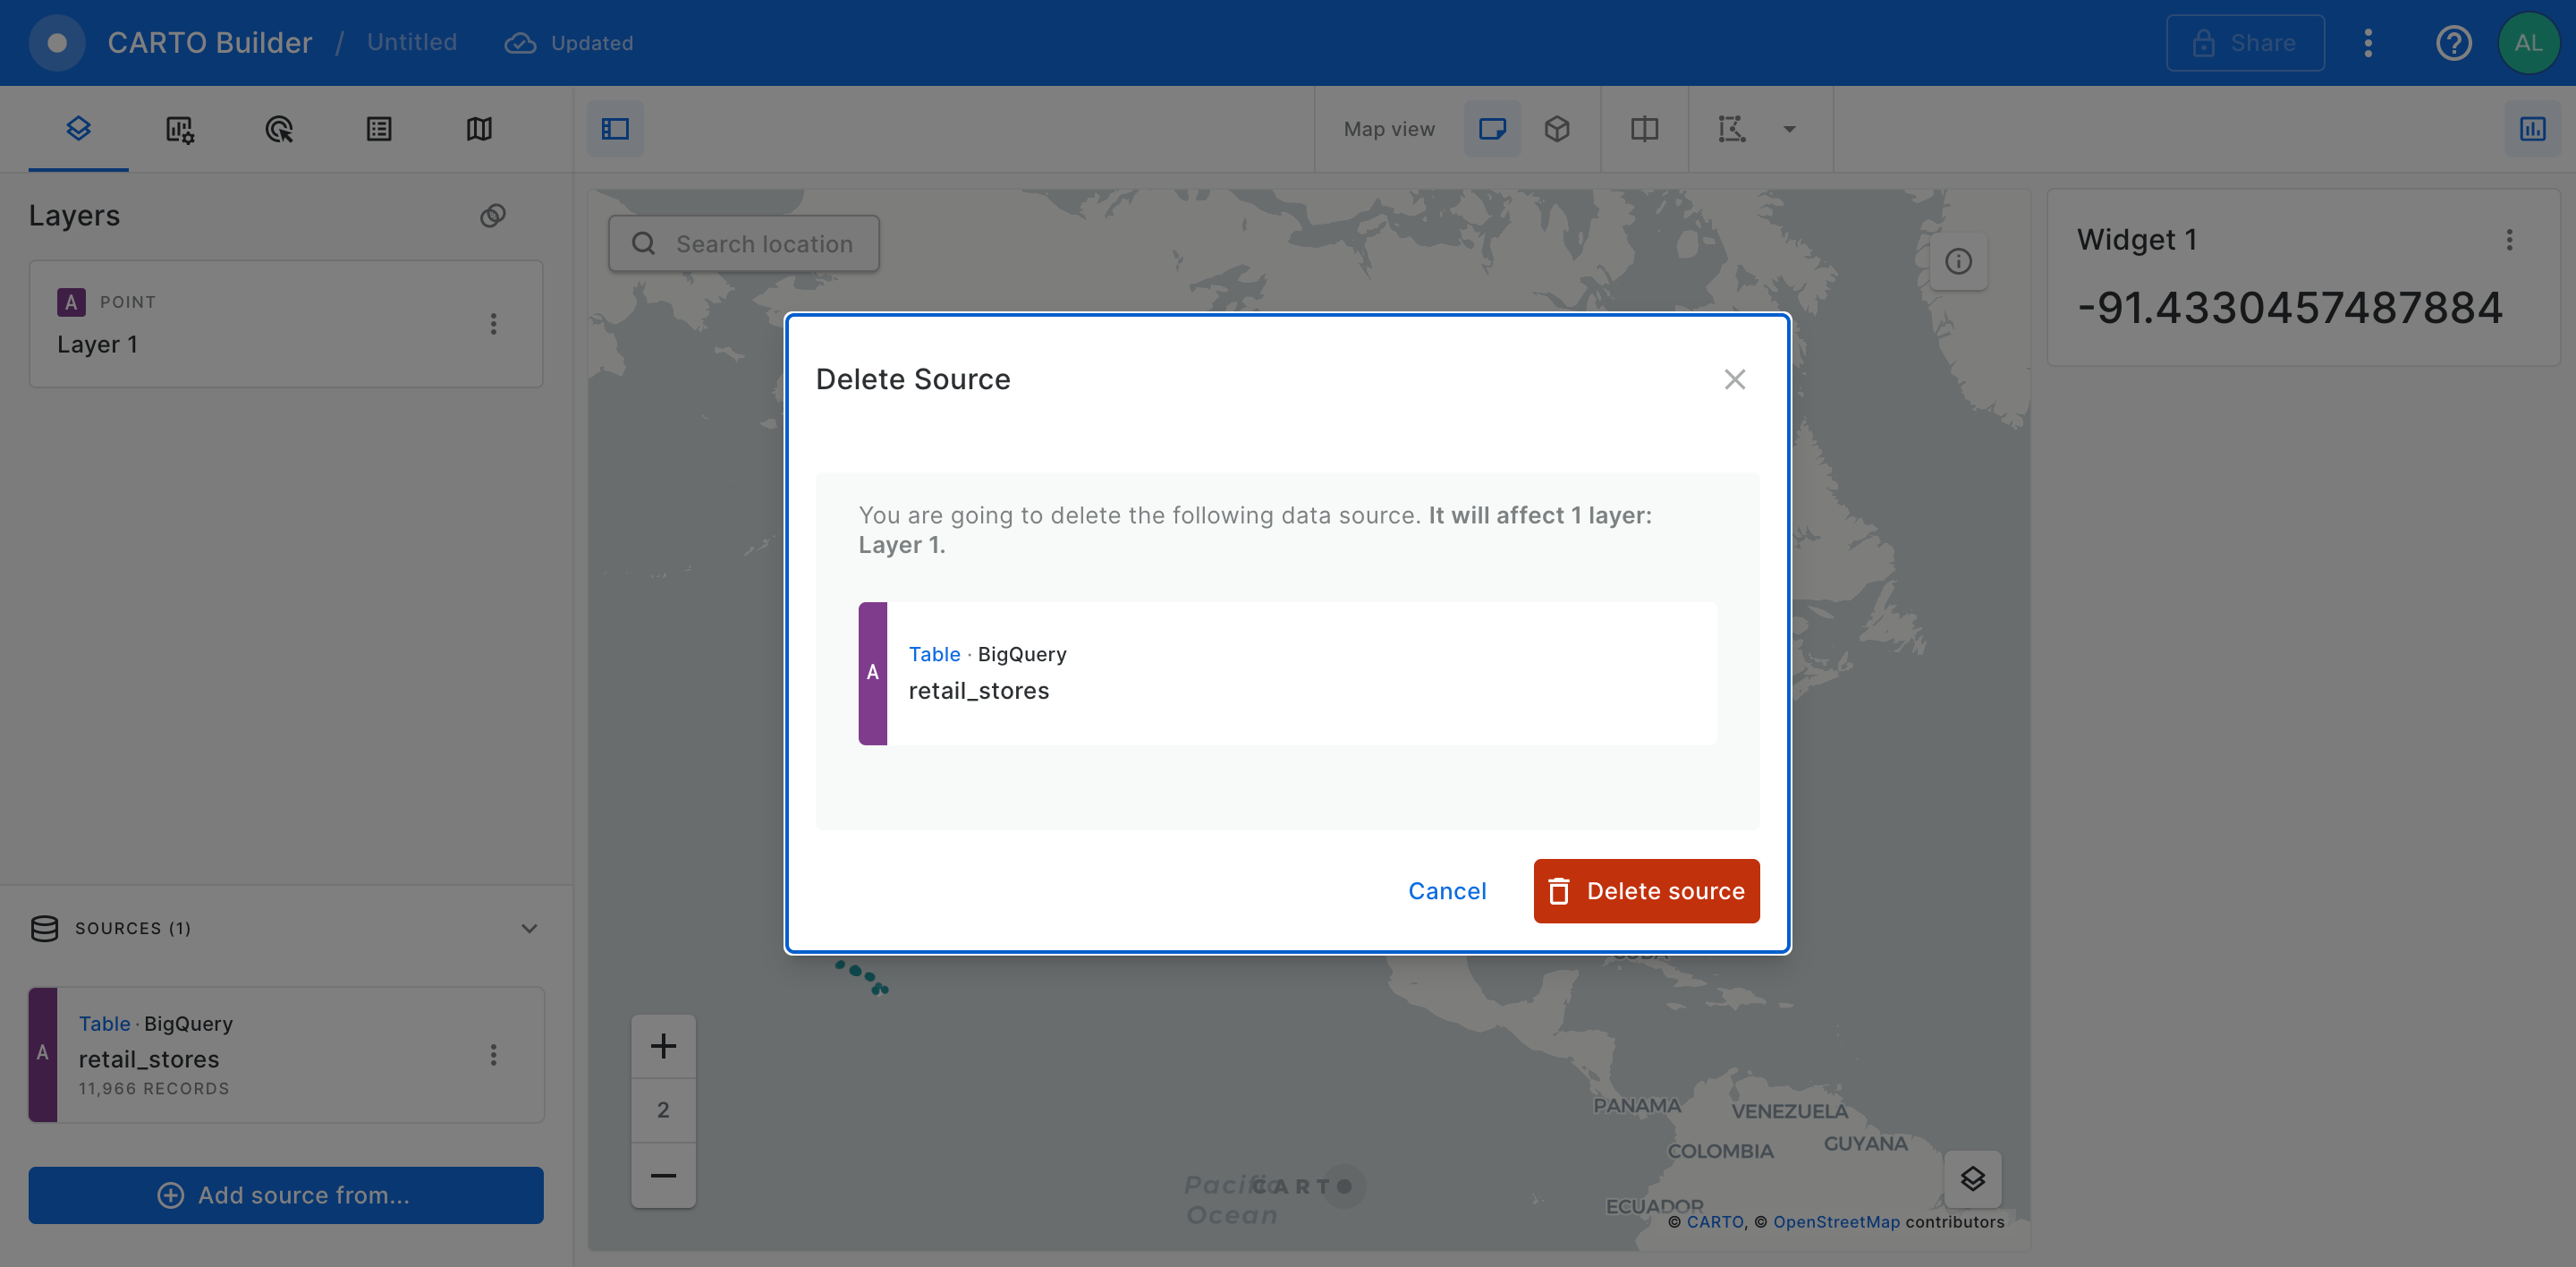 CARTO Builder / Untitled Updated Share AL
Map view
Layers
A POINT
Layer 1
Search location
Widget 1
-91.4330457487884
Delete Source
You are going to delete the following data source. It will affect 1 layer:
Layer 1.
A
Table · BigQuery
retail_stores
Cancel
Delete source
SOURCES (1)
A
Table · BigQuery
retail_stores
11,966 RECORDS
Add source from...
2
CUBA
PANAMA
VENEZUELA
COLOMBIA
GUYANA
ECUADOR
Pacific
Ocean
CARTO
© CARTO, © OpenStreetMap contributors